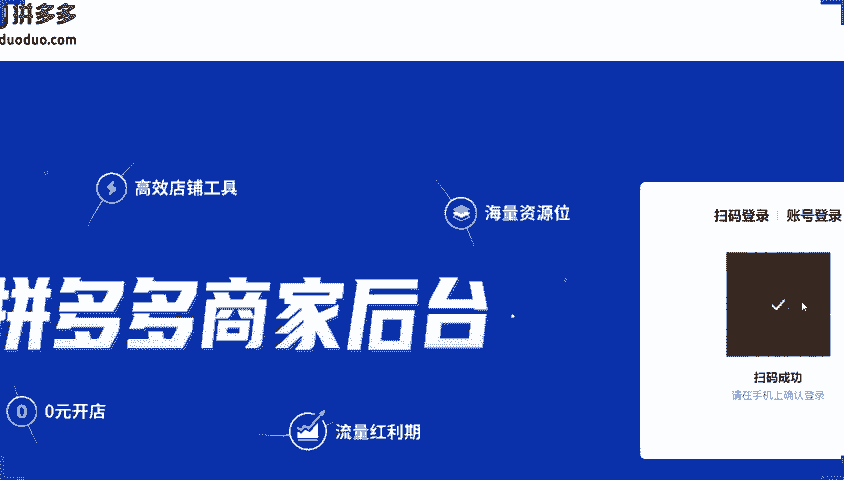 拼多多
duoduo.com
高效店铺工具
海量资源位
扫码登录 账号登录
拼多多商家后台
扫码成功
请在手机上确认登录
0元开店
流量红利期